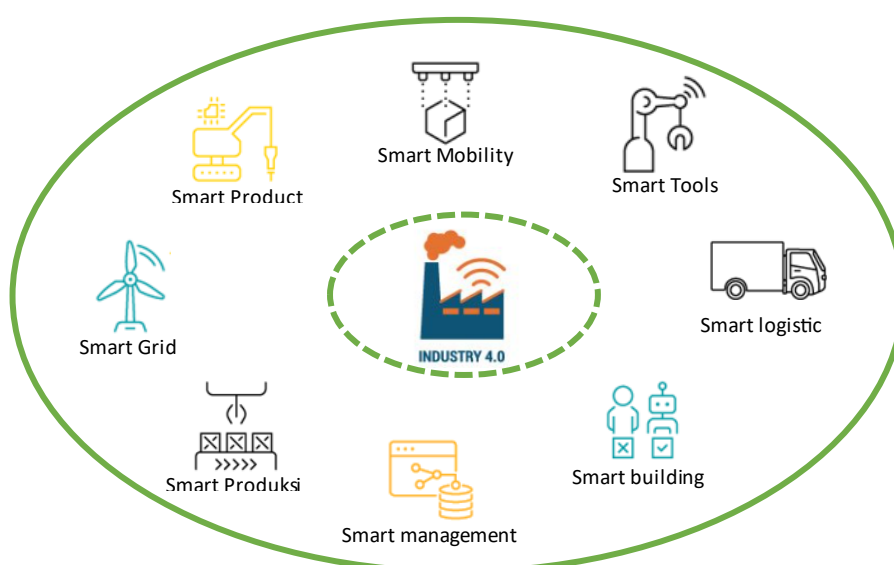 Smart Mobility
Smart Product
Smart Tools
Smart Grid
INDUSTRY 4.0
Smart logistic
Smart Produksi
Smart building
Smart management